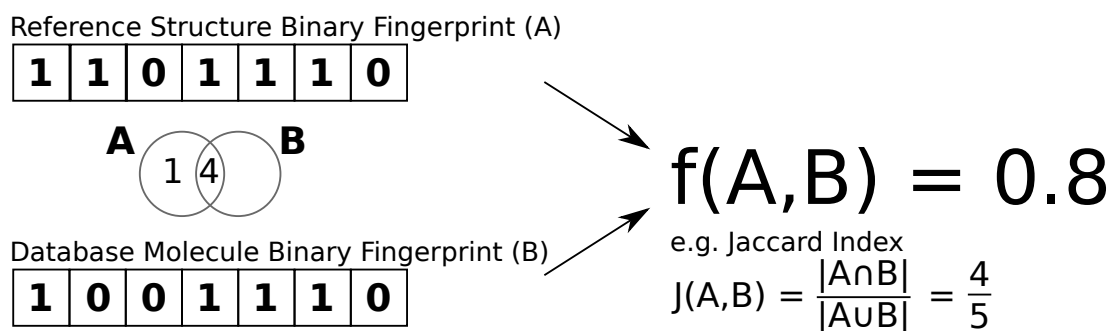 Reference Structure Binary Fingerprint (A)
1 1 0 1 1 1 0
A 1 4 B
f(A,B) = 0.8
Database Molecule Binary Fingerprint (B)
1 0 0 1 1 1 0
e.g. Jaccard Index
J(A,B) = |A∩B| / |A∪B| = 4 / 5